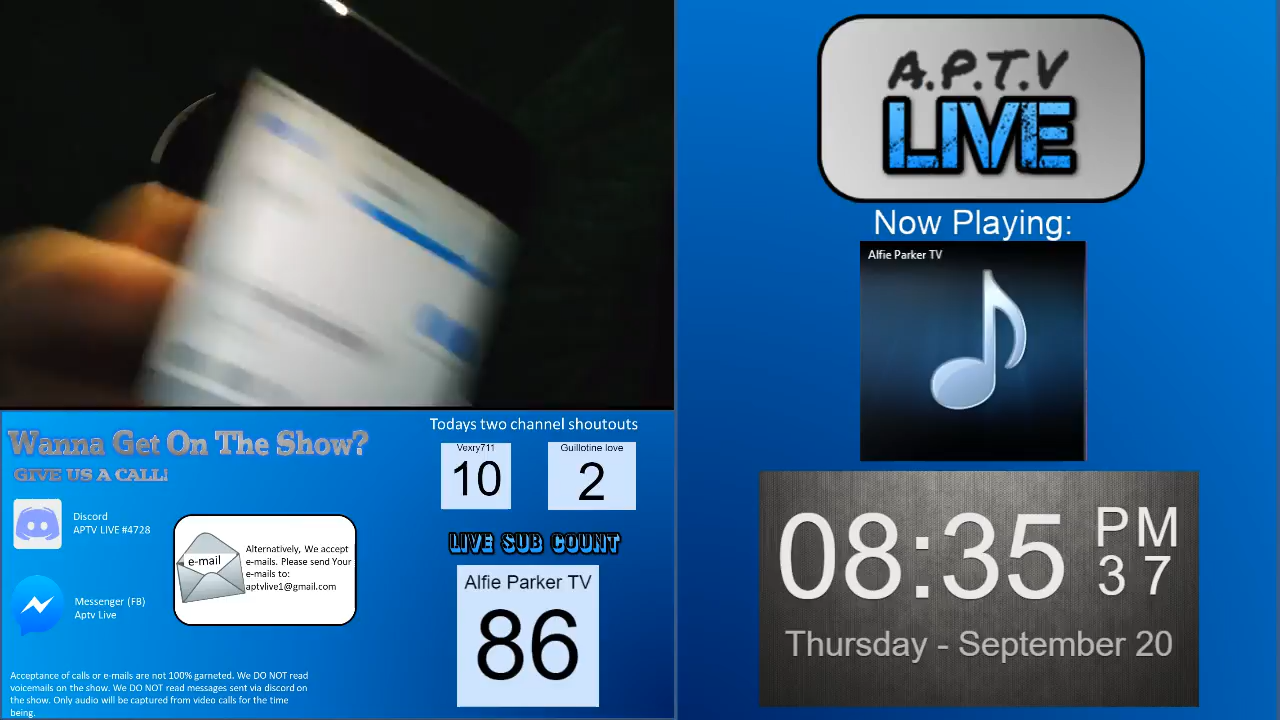 A.P.T.V
LIVE
Now Playing:
Alfie Parker TV
08:35 PM 37
Thursday - September 20
Wanna Get On The Show?
GIVE US A CALL!
Discord
APTV LIVE #4728
Messenger (FB)
Aptv Live
e-mail
Alternatively, We accept
e-mails. Please send Your
e-mails to:
aptvlive1@gmail.com
Acceptance of calls or e-mails are not 100% garneted. We DO NOT read
voicemails on the show. We DO NOT read messages sent via discord on
the show. Only audio will be captured from video calls for the time
being.
Todays two channel shoutouts
Vexry711
10
Guillotine love
2
LIVE SUB COUNT
Alfie Parker TV
86